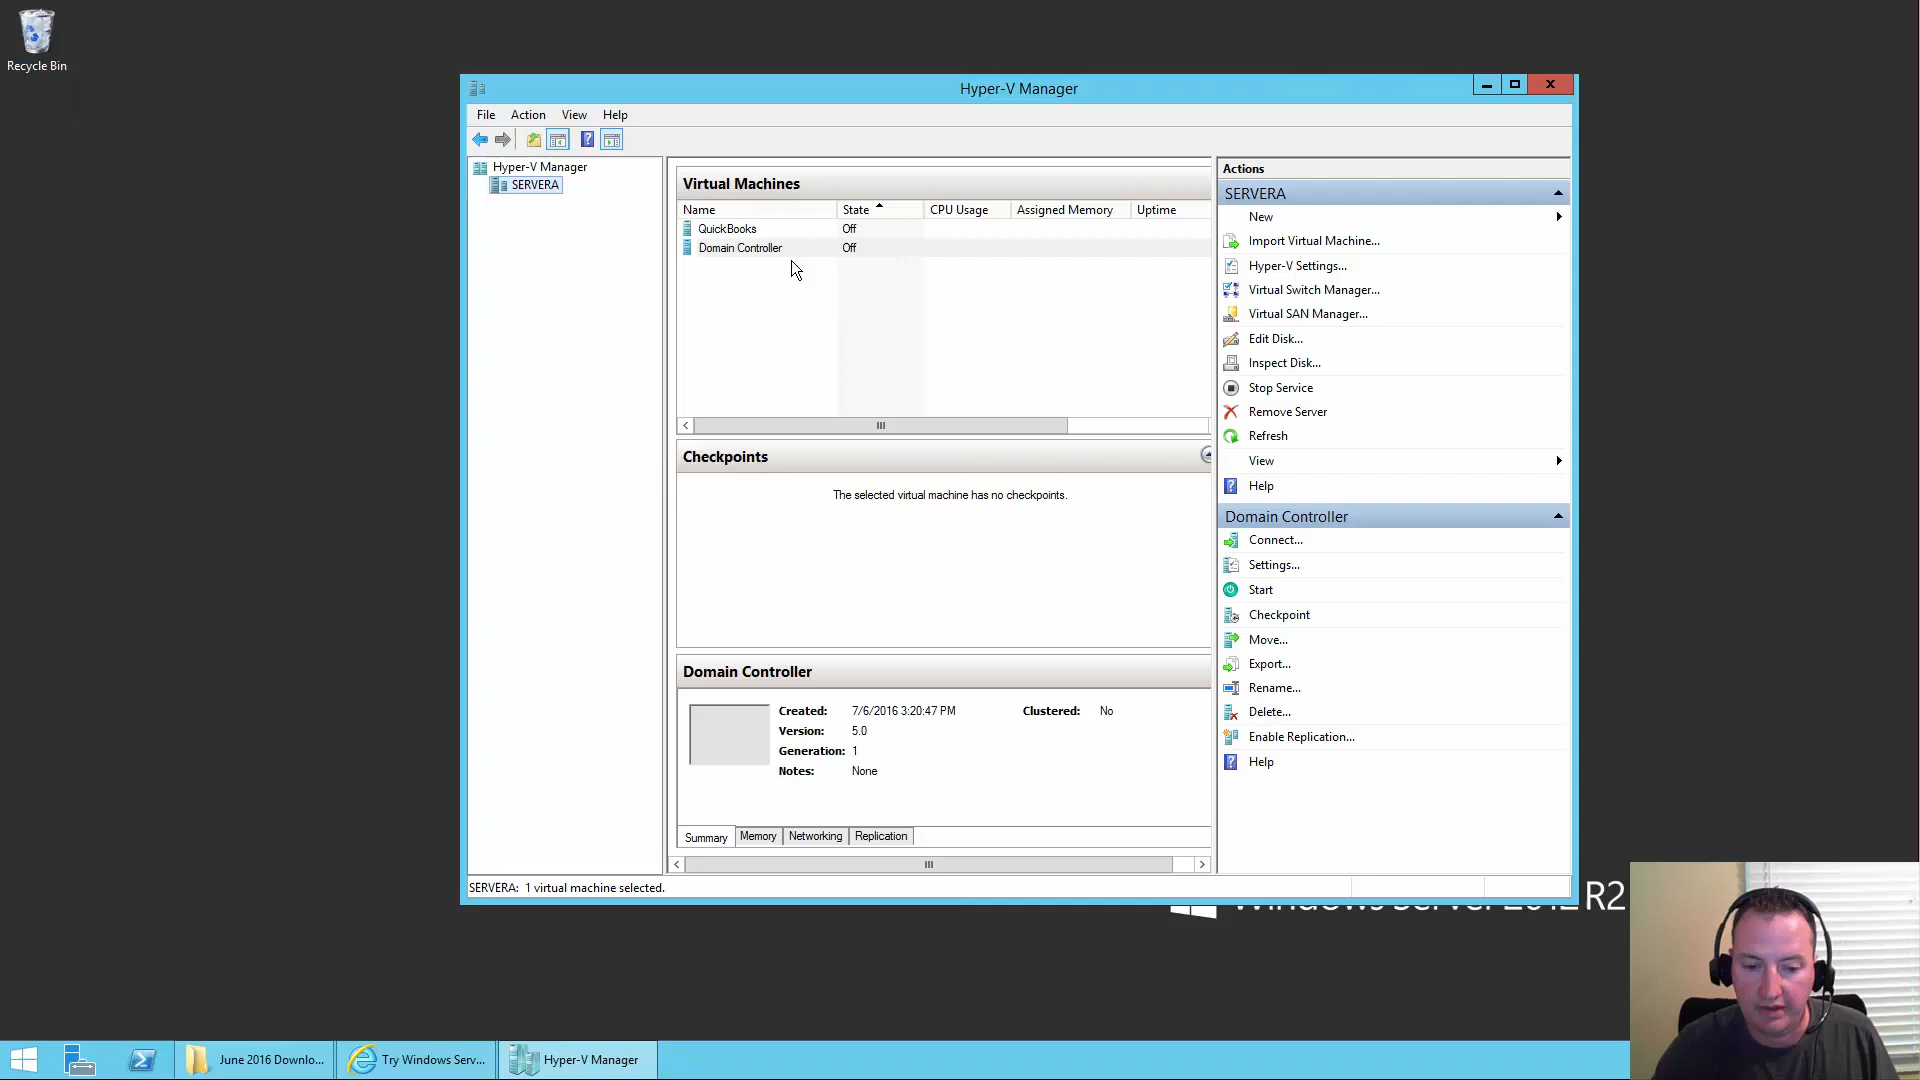 Recycle Bin
Hyper-V Manager
File Action View Help
Hyper-V Manager
SERVERA
Virtual Machines
Name State CPU Usage Assigned Memory Uptime
QuickBooks Off
Domain Controller Off
Checkpoints
The selected virtual machine has no checkpoints.
Domain Controller
Created: 7/6/2016 3:20:47 PM Clustered: No
Version: 5.0
Generation: 1
Notes: None
Summary Memory Networking Replication
SERVERA: 1 virtual machine selected.
Actions
SERVERA
New
Import Virtual Machine...
Hyper-V Settings...
Virtual Switch Manager...
Virtual SAN Manager...
Edit Disk...
Inspect Disk...
Stop Service
Remove Server
Refresh
View
Help
Domain Controller
Connect...
Settings...
Start
Checkpoint
Move...
Export...
Rename...
Delete...
Enable Replication...
Help
Windows Server 2012 R2
June 2016 Downlo...
Try Windows Serv...
Hyper-V Manager